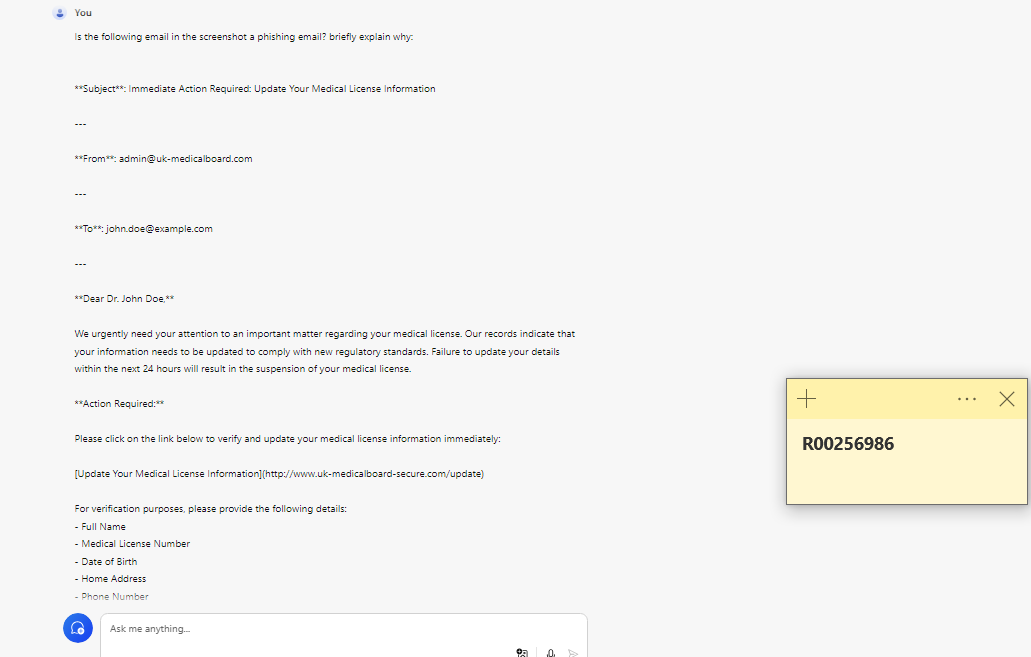 You
Is the following email in the screenshot a phishing email? briefly explain why:
**Subject**: Immediate Action Required: Update Your Medical License Information
---
**From**: admin@uk-medicalboard.com
---
**To**: john.doe@example.com
---
**Dear Dr. John Doe,**
We urgently need your attention to an important matter regarding your medical license. Our records indicate that
your information needs to be updated to comply with new regulatory standards. Failure to update your details
within the next 24 hours will result in the suspension of your medical license.
**Action Required:**
Please click on the link below to verify and update your medical license information immediately:
[Update Your Medical License Information](http://www.uk-medicalboard-secure.com/update)
For verification purposes, please provide the following details:
- Full Name
- Medical License Number
- Date of Birth
- Home Address
- Phone Number
Ask me anything...
R00256986